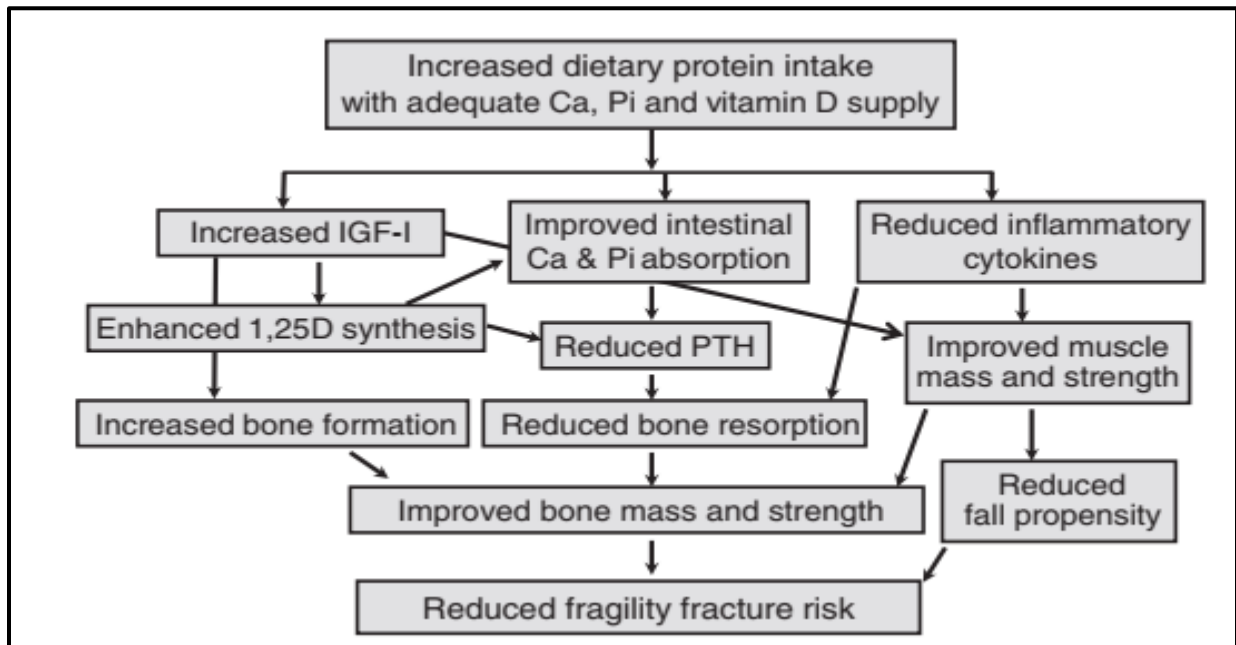 Increased dietary protein intake
with adequate Ca, Pi and vitamin D supply
Increased IGF-I
Improved intestinal
Ca & Pi absorption
Reduced inflammatory
cytokines
Enhanced 1,25D synthesis
Reduced PTH
Improved muscle
mass and strength
Increased bone formation
Reduced bone resorption
Improved bone mass and strength
Reduced
fall propensity
Reduced fragility fracture risk